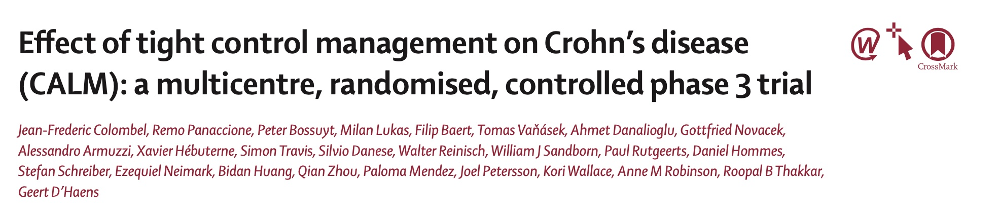 Effect of tight control management on Crohn’s disease
(CALM): a multicentre, randomised, controlled phase 3 trial
W
CrossMark
Jean-Frederic Colombel, Remo Panaccione, Peter Bossuyt, Milan Lukas, Filip Baert, Tomas Vaňásek, Ahmet Danalioglu, Gottfried Novacek,
Alessandro Armuzzi, Xavier Hébuterne, Simon Travis, Silvio Danese, Walter Reinisch, William J Sandborn, Paul Rutgeerts, Daniel Hommes,
Stefan Schreiber, Ezequiel Neimark, Bidan Huang, Qian Zhou, Paloma Mendez, Joel Petersson, Kori Wallace, Anne M Robinson, Roopal B Thakkar,
Geert D’Haens